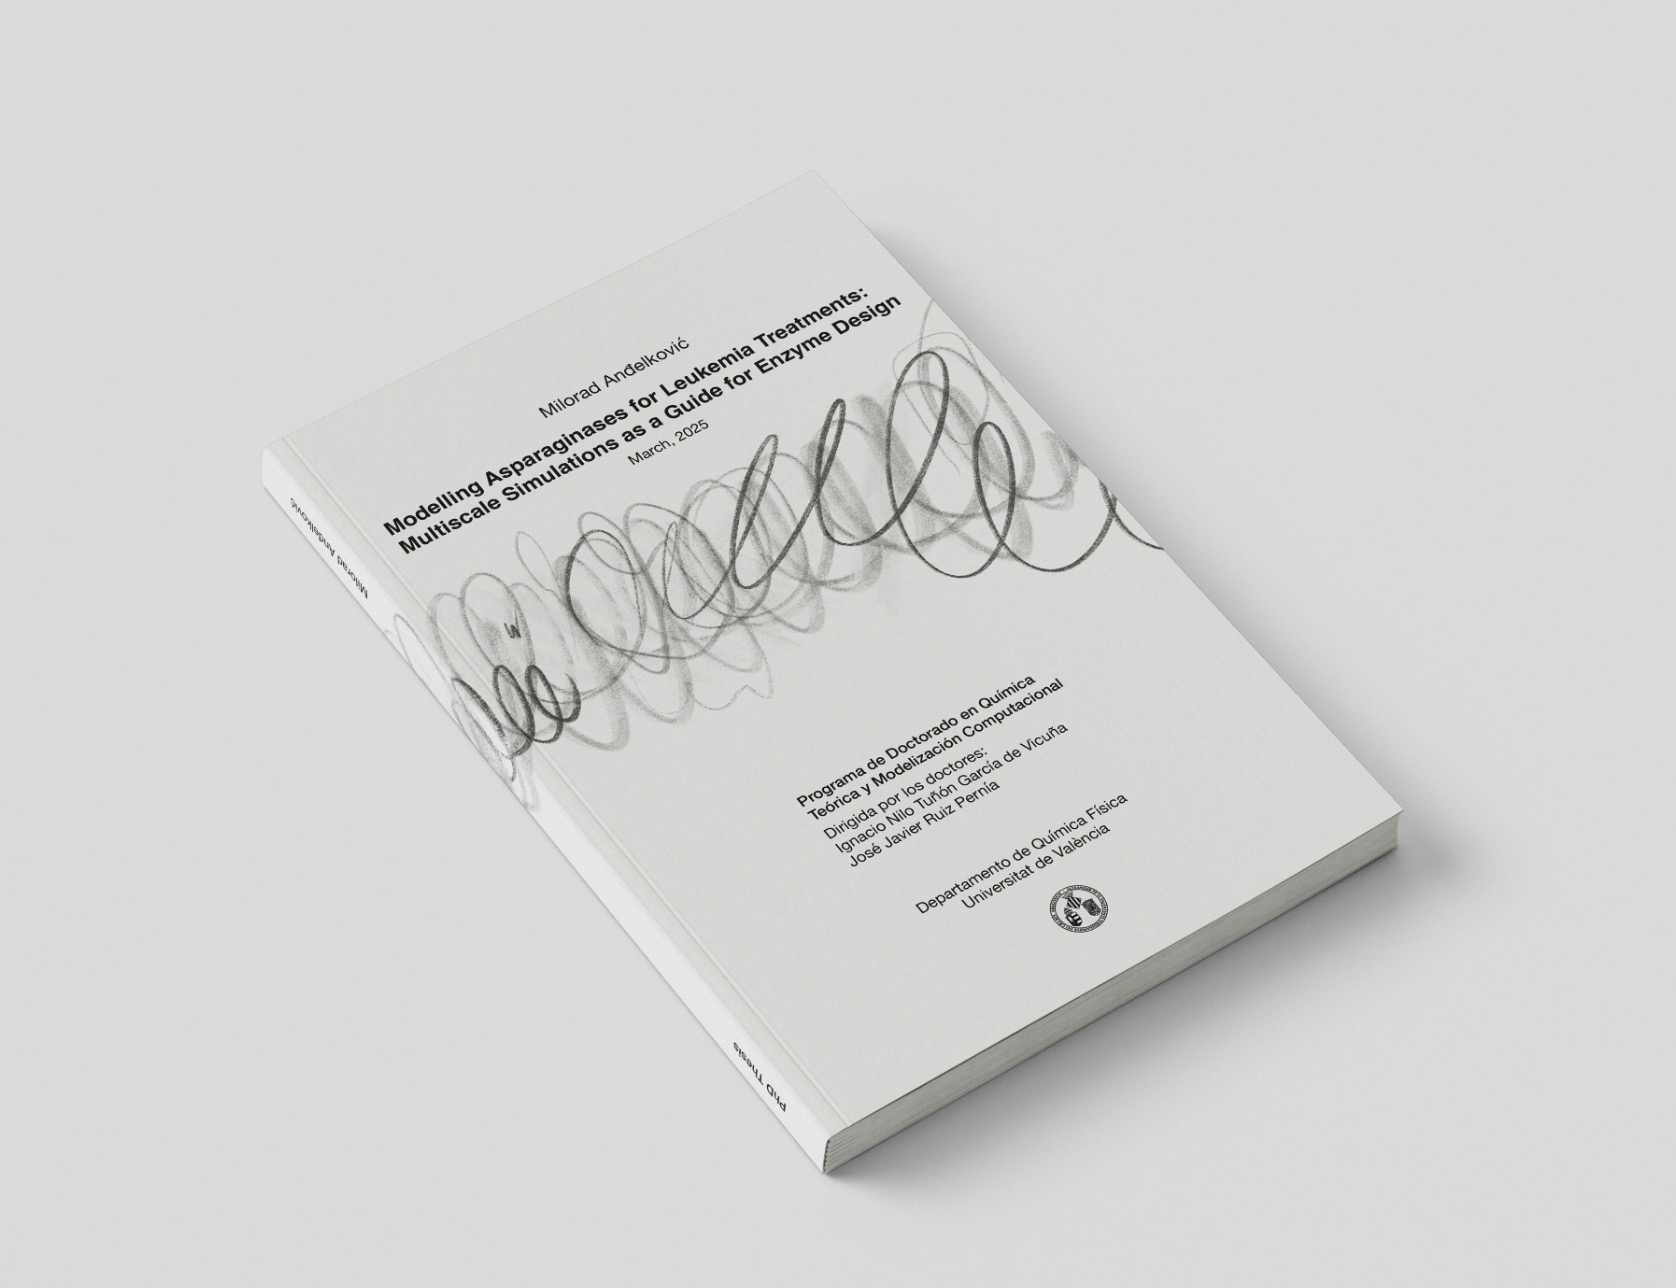 Milorad Anđelković
Modelling Asparaginases for Leukemia Treatments:
Multiscale Simulations as a Guide for Enzyme Design
March, 2025
Programa de Doctorado en Química
Teórica y Modelización Computacional
Dirigida por los doctores:
Ignacio Nilo Tuñón García de Vicuña
José Javier Ruiz Pernía
Departamento de Química Física
Universitat de València
Milorad Anđelković
PhD Thesis